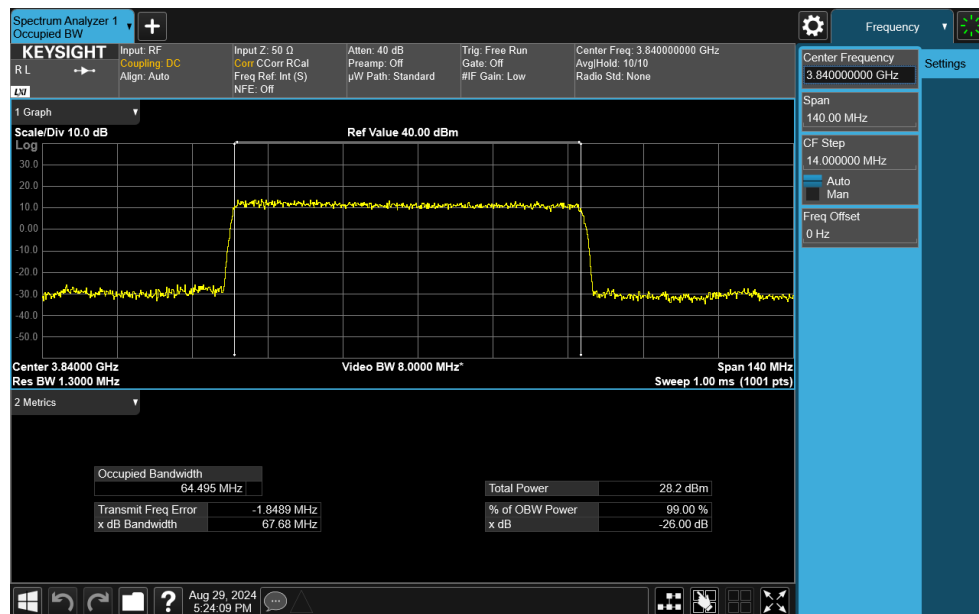 Spectrum Analyzer 1
Occupied BW
+
Frequency
KEYSIGHT
R L
LXI
Input: RF
Coupling: DC
Align: Auto
Input Z: 50 Ω
Corr CCorr RCal
Freq Ref: Int (S)
NFE: Off
Atten: 40 dB
Preamp: Off
µW Path: Standard
Trig: Free Run
Gate: Off
#IF Gain: Low
Center Freq: 3.840000000 GHz
Avg|Hold: 10/10
Radio Std: None
Center Frequency
3.840000000 GHz
Settings
Span
140.00 MHz
CF Step
14.000000 MHz
Auto
Man
Freq Offset
0 Hz
1 Graph
Scale/Div 10.0 dB
Ref Value 40.00 dBm
Log
30.0
20.0
0.00
-10.0
-20.0
-30.0
-40.0
-50.0
Center 3.84000 GHz
Video BW 8.0000 MHz*
Span 140 MHz
Res BW 1.3000 MHz
Sweep 1.00 ms (1001 pts)
2 Metrics
Occupied Bandwidth
64.495 MHz
Total Power 28.2 dBm
Transmit Freq Error -1.8489 MHz
% of OBW Power 99.00 %
x dB Bandwidth 67.68 MHz
x dB -26.00 dB
?
Aug 29, 2024
5:24:09 PM